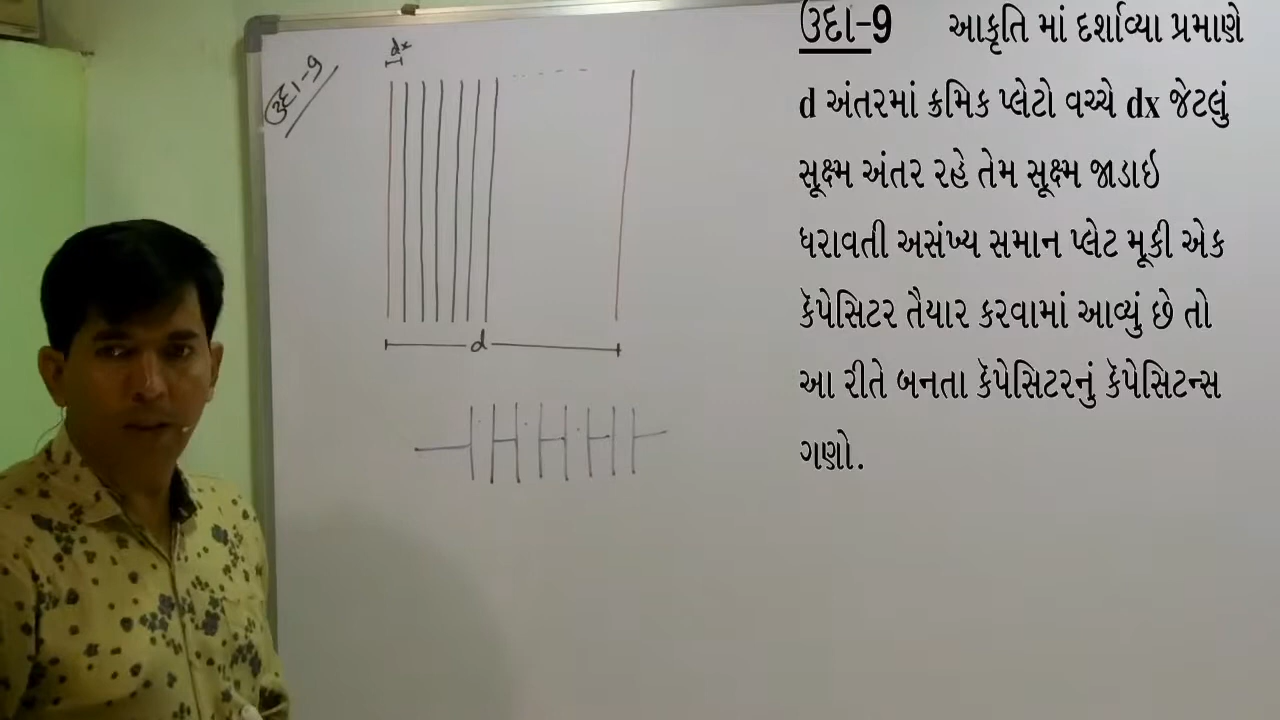 ઉદા-9 આકૃતિ માં દર્શાવ્યા પ્રમાણે
d અંતરમાં ક્રમિક પ્લેટો વચ્ચે dx જેટલું
સૂક્ષ્મ અંતર રહે તેમ સૂક્ષ્મ જાડાઇ
ધરાવતી અસંખ્ય સમાન પ્લેટ મૂકી એક
કૅપેસિટર તૈયાર કરવામાં આવ્યું છે તો
આ રીતે બનતા કૅપેસિટરનું કૅપેસિટન્સ
ગણો.
ઉદા-૯
dx
d